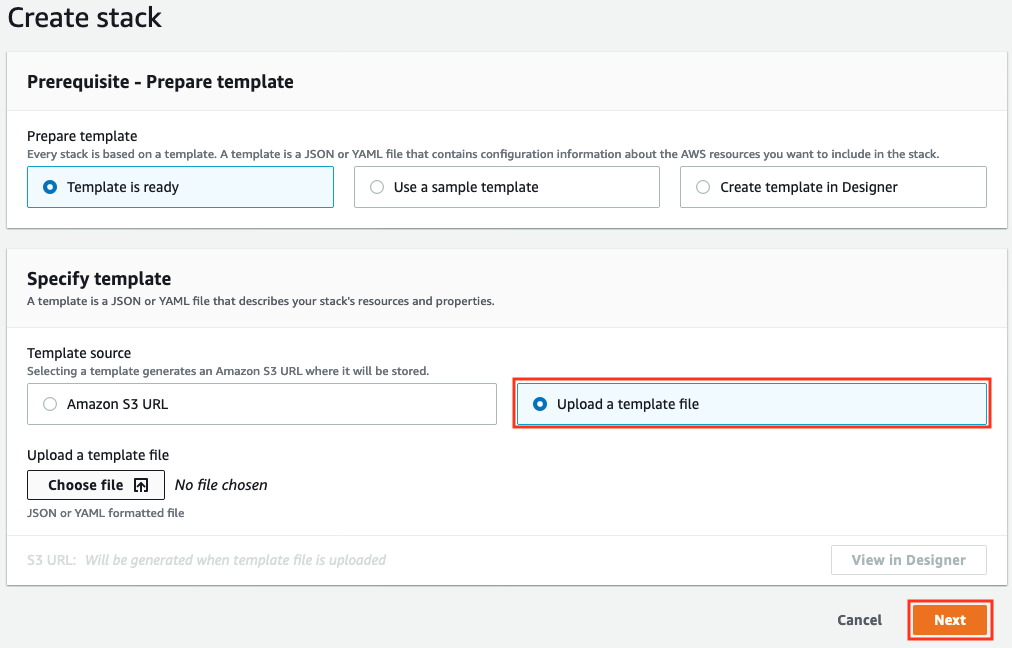 Create stack
Prerequisite - Prepare template
Prepare template
Every stack is based on a template. A template is a JSON or YAML file that contains configuration information about the AWS resources you want to include in the stack.
Template is ready
Use a sample template
Create template in Designer
Specify template
A template is a JSON or YAML file that describes your stack's resources and properties.
Template source
Selecting a template generates an Amazon S3 URL where it will be stored.
Amazon S3 URL
Upload a template file
Upload a template file
Choose file
No file chosen
JSON or YAML formatted file
S3 URL: Will be generated when template file is uploaded
View in Designer
Cancel
Next